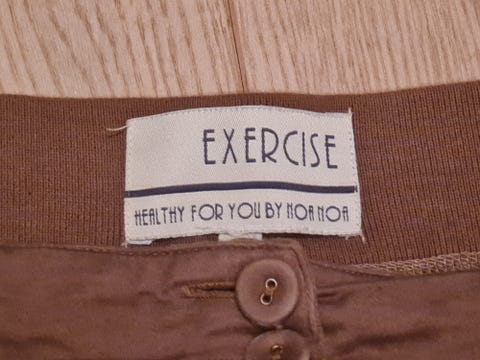 EXERCISE
HEALTHY FOR YOU BY NOA NOA